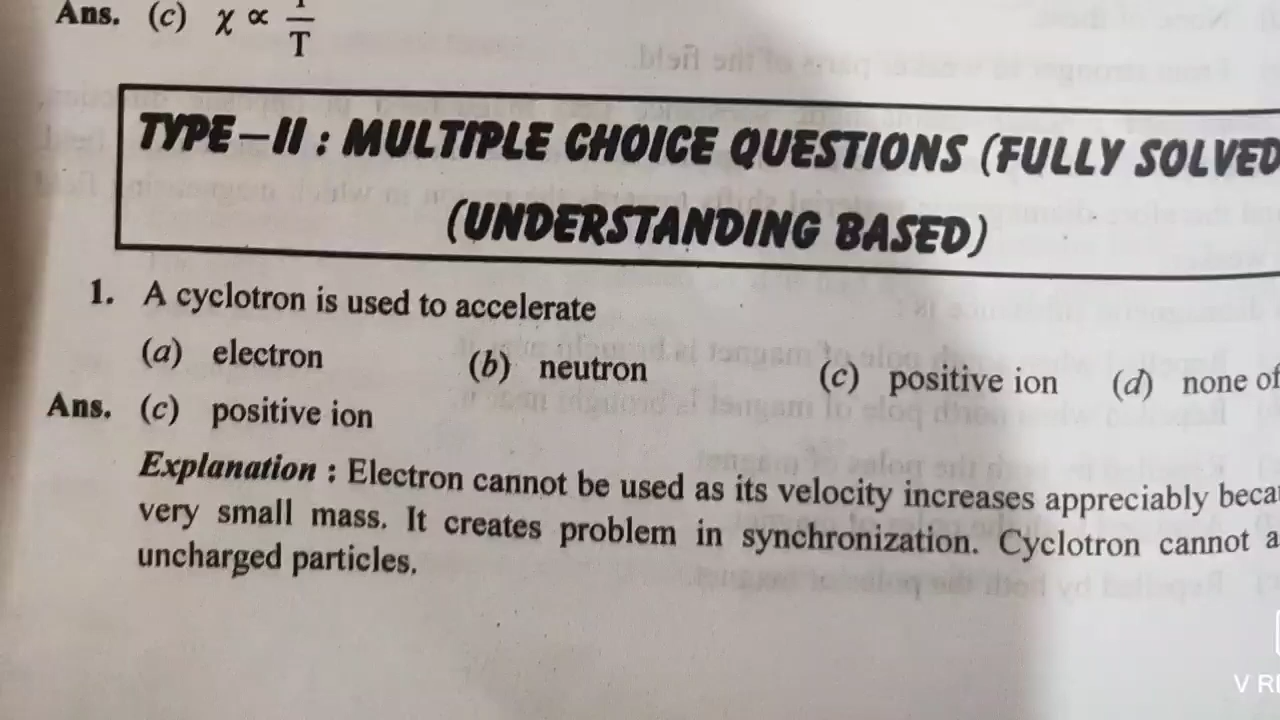 Ans. (c) χ ∝ 1/T
TYPE–II : MULTIPLE CHOICE QUESTIONS (FULLY SOLVED
(UNDERSTANDING BASED)
1. A cyclotron is used to accelerate
(a) electron (b) neutron (c) positive ion (d) none of
Ans. (c) positive ion
Explanation : Electron cannot be used as its velocity increases appreciably beca
very small mass. It creates problem in synchronization. Cyclotron cannot a
uncharged particles.